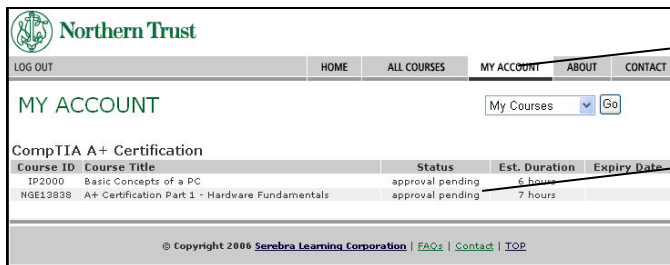 Northern Trust
LOG OUT HOME ALL COURSES MY ACCOUNT ABOUT CONTACT
MY ACCOUNT My Courses Go
CompTIA A+ Certification
Course ID Course Title Status Est. Duration Expiry Date
IP2000 Basic Concepts of a PC approval pending 6 hours
NGE13838 A+ Certification Part 1 - Hardware Fundamentals approval pending 7 hours
© Copyright 2006 Serebra Learning Corporation | FAQs | Contact | TOP